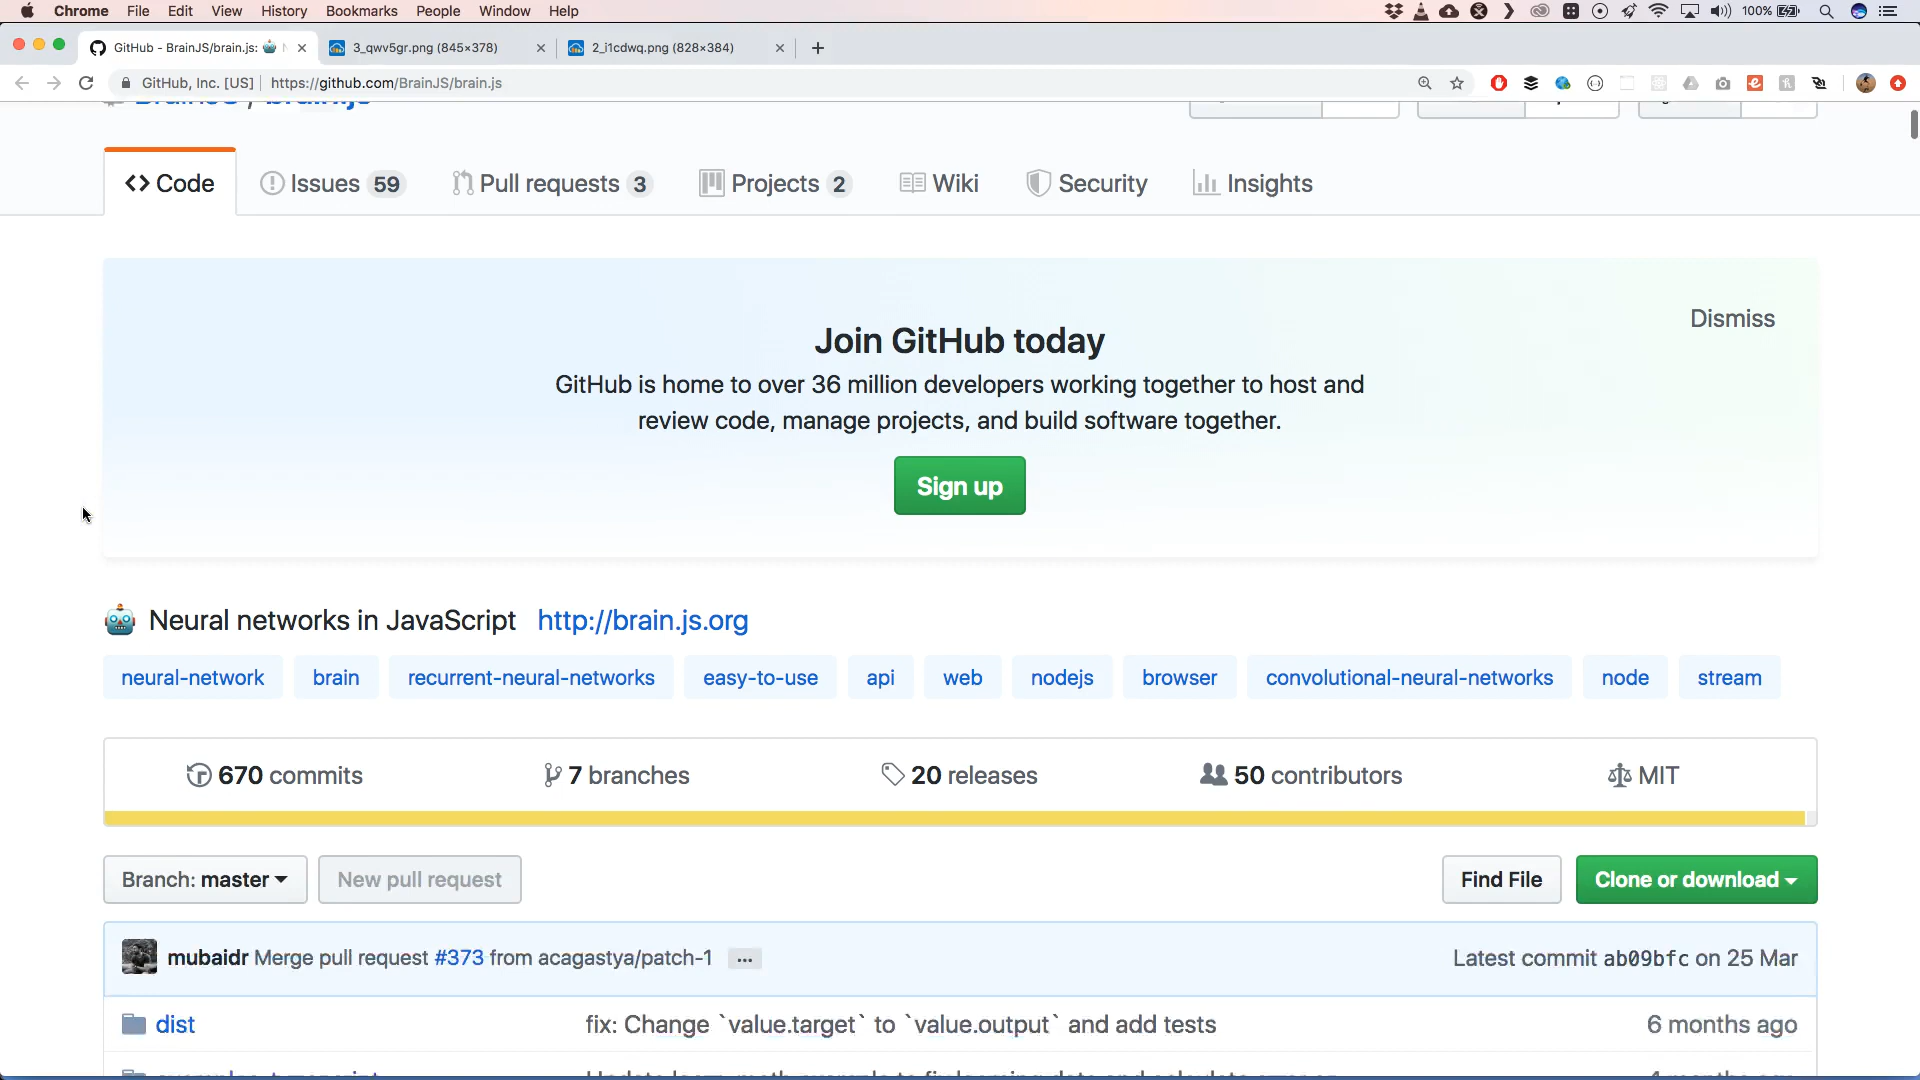 Chrome File Edit View History Bookmarks People Window Help 100%
GitHub - BrainJS/brain.js: 3_qwv5gr.png (845×378) 2_i1cdwq.png (828×384)
GitHub, Inc. [US] https://github.com/BrainJS/brain.js
BrainJS / brain.js
Code Issues 59 Pull requests 3 Projects 2 Wiki Security Insights
Dismiss
Join GitHub today
GitHub is home to over 36 million developers working together to host and
review code, manage projects, and build software together.
Sign up
Neural networks in JavaScript http://brain.js.org
neural-network brain recurrent-neural-networks easy-to-use api web nodejs browser convolutional-neural-networks node stream
670 commits 7 branches 20 releases 50 contributors MIT
Branch: master New pull request Find File Clone or download
mubaidr Merge pull request #373 from acagastya/patch-1 ... Latest commit ab09bfc on 25 Mar
dist fix: Change `value.target` to `value.output` and add tests 6 months ago